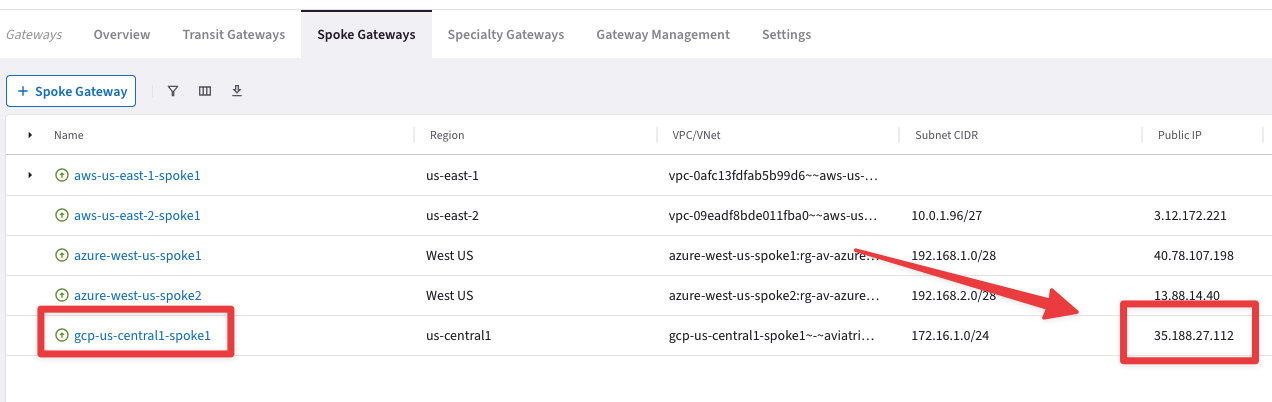 Gateways Overview Transit Gateways Spoke Gateways Specialty Gateways Gateway Management Settings
+ Spoke Gateway
Name Region VPC/VNet Subnet CIDR Public IP
aws-us-east-1-spoke1 us-east-1 vpc-0afc13fdfab5b99d6~~aws-us-...
aws-us-east-2-spoke1 us-east-2 vpc-09eadf8bde011fba0~~aws-us... 10.0.1.96/27 3.12.172.221
azure-west-us-spoke1 West US azure-west-us-spoke1:rg-av-azure... 192.168.1.0/28 40.78.107.198
azure-west-us-spoke2 West US azure-west-us-spoke2:rg-av-azure... 192.168.2.0/28 13.88.14.40
gcp-us-central1-spoke1 us-central1 gcp-us-central1-spoke1~-~aviatri... 172.16.1.0/24 35.188.27.112